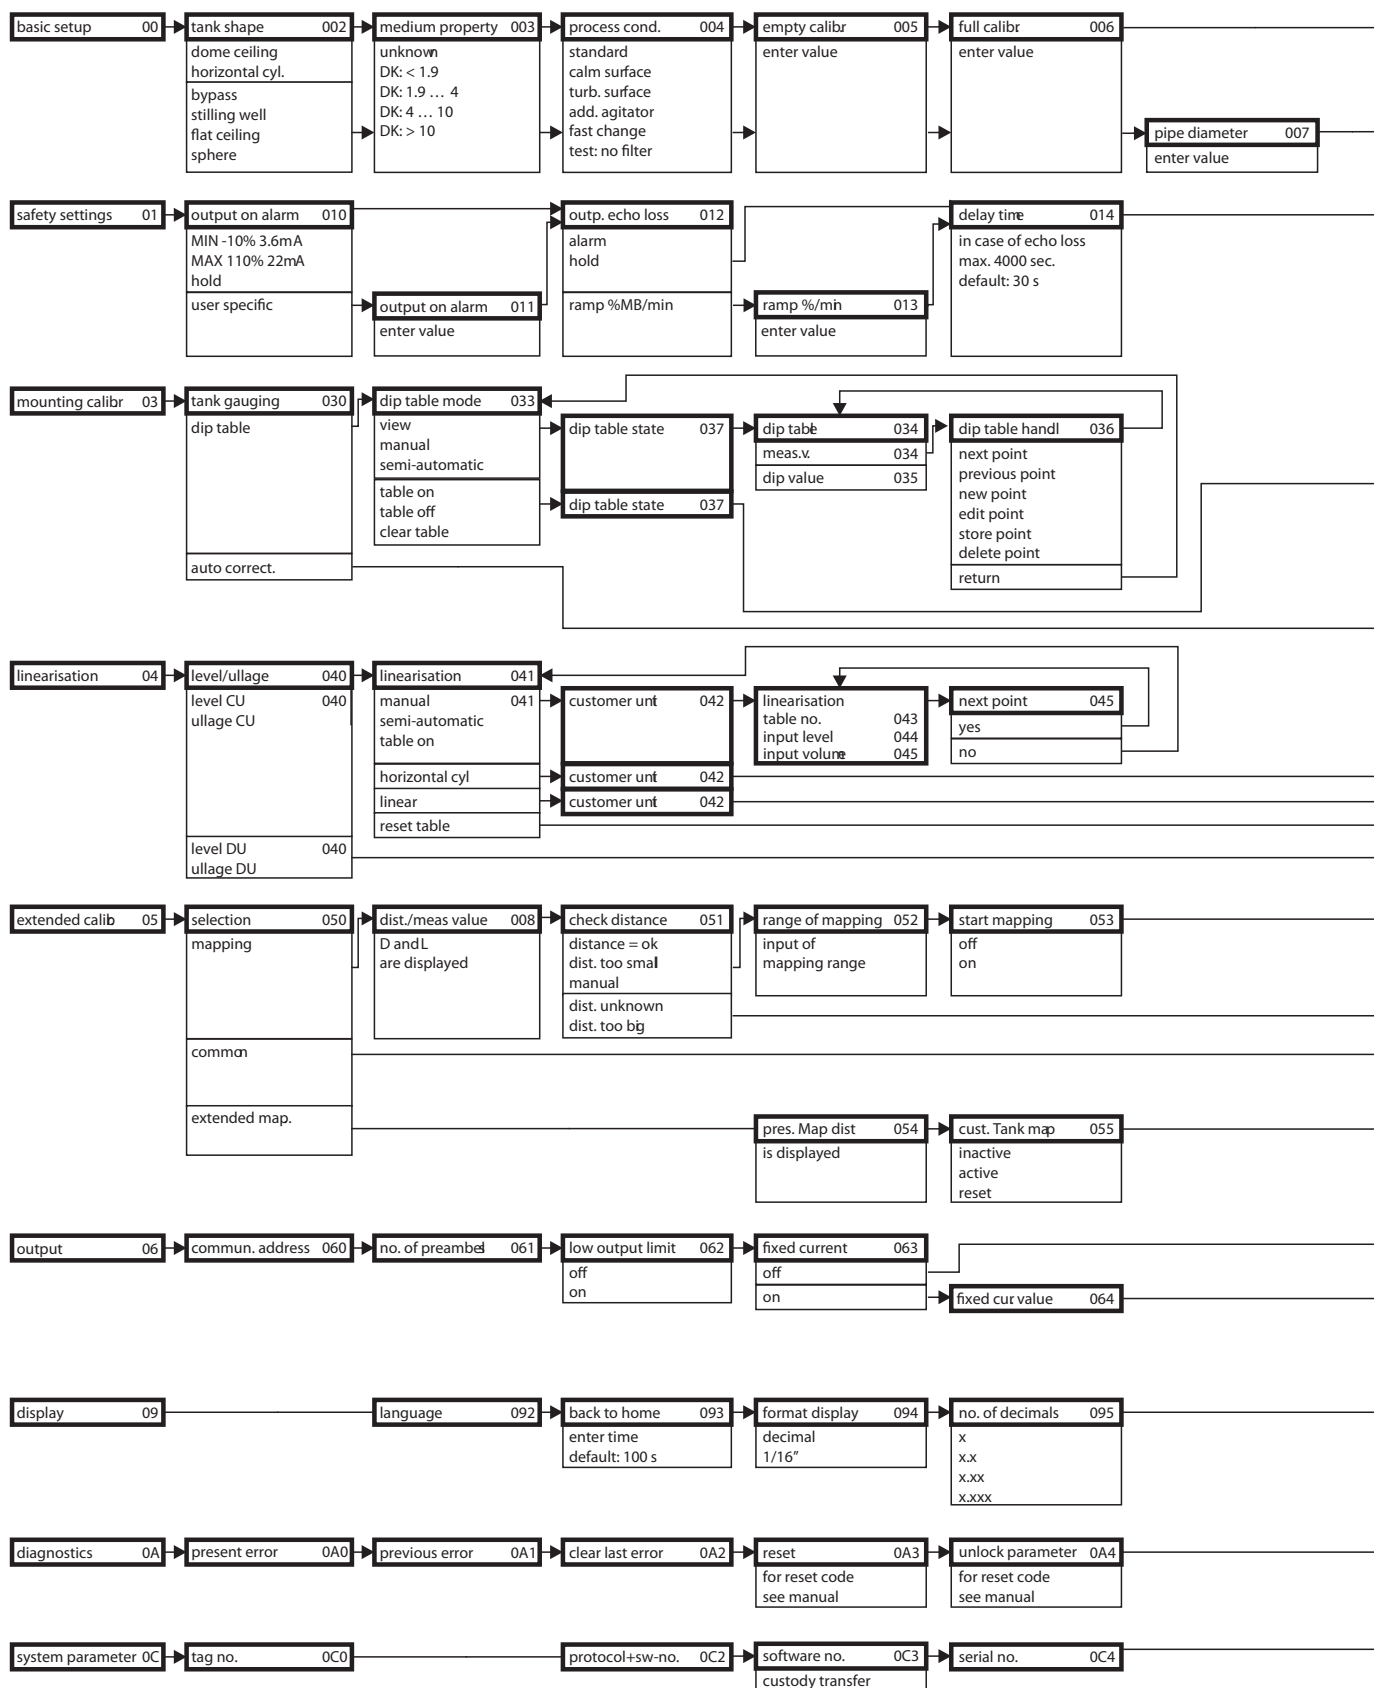 basic setup 00
tank shape 002
dome ceiling
horizontal cyl.
bypass
stilling well
flat ceiling
sphere
medium property 003
unknown
DK: < 1.9
DK: 1.9 … 4
DK: 4 … 10
DK: > 10
process cond. 004
standard
calm surface
turb. surface
add. agitator
fast change
test: no filter
empty calibr. 005
enter value
full calibr. 006
enter value
pipe diameter 007
enter value
safety settings 01
output on alarm 010
MIN -10% 3.6mA
MAX 110% 22mA
hold
user specific
output on alarm 011
enter value
outp. echo loss 012
alarm
hold
ramp %MB/min
ramp %/min 013
enter value
delay time 014
in case of echo loss
max. 4000 sec.
default: 30 s
mounting calibr 03
tank gauging 030
dip table
auto correct.
dip table mode 033
view
manual
semi-automatic
table on
table off
clear table
dip table state 037
dip table state 037
dip table 034
meas.v. 034
dip value 035
dip table handl 036
next point
previous point
new point
edit point
store point
delete point
return
linearisation 04
level/ullage 040
level CU 040
ullage CU
level DU 040
ullage DU
linearisation 041
manual 041
semi-automatic
table on
horizontal cyl
linear
reset table
customer unit 042
customer unit 042
customer unit 042
linearisation
table no. 043
input level 044
input volume 045
next point 045
yes
no
extended calib. 05
selection 050
mapping
common
extended map.
dist./meas value 008
D and L
are displayed
check distance 051
distance = ok
dist. too small
manual
dist. unknown
dist. too big
range of mapping 052
input of
mapping range
start mapping 053
off
on
pres. Map dist 054
is displayed
cust. Tank map 055
inactive
active
reset
output 06
commun. address 060
no. of preambels 061
low output limit 062
off
on
fixed current 063
off
on
fixed cur. value 064
display 09
language 092
back to home 093
enter time
default: 100 s
format display 094
decimal
1/16"
no. of decimals 095
x
x.x
x.xx
x.xxx
diagnostics 0A
present error 0A0
previous error 0A1
clear last error 0A2
reset 0A3
for reset code
see manual
unlock parameter 0A4
for reset code
see manual
system parameter 0C
tag no. 0C0
protocol+sw-no. 0C2
software no. 0C3
custody transfer
serial no. 0C4